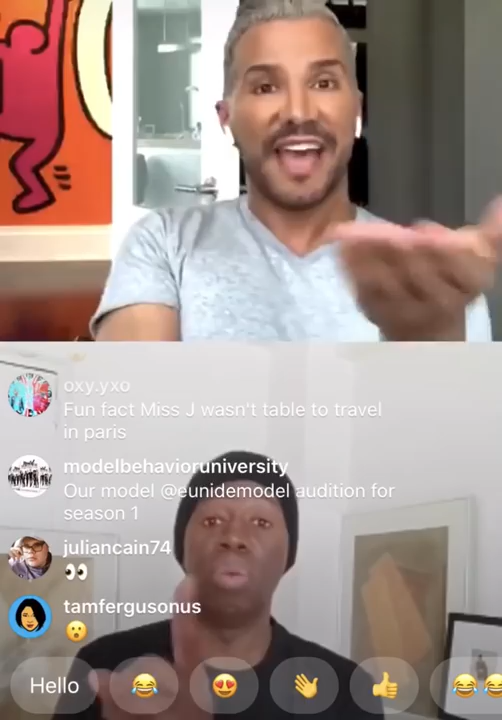 oxy.yxo
Fun fact Miss J wasn't table to travel
in paris
modelbehavioruniversity
Our model @eunidemodel audition for
season 1
juliancain74
👀
tamfergusonus
😮
Hello 😂 😍 👋 👍 😂😂